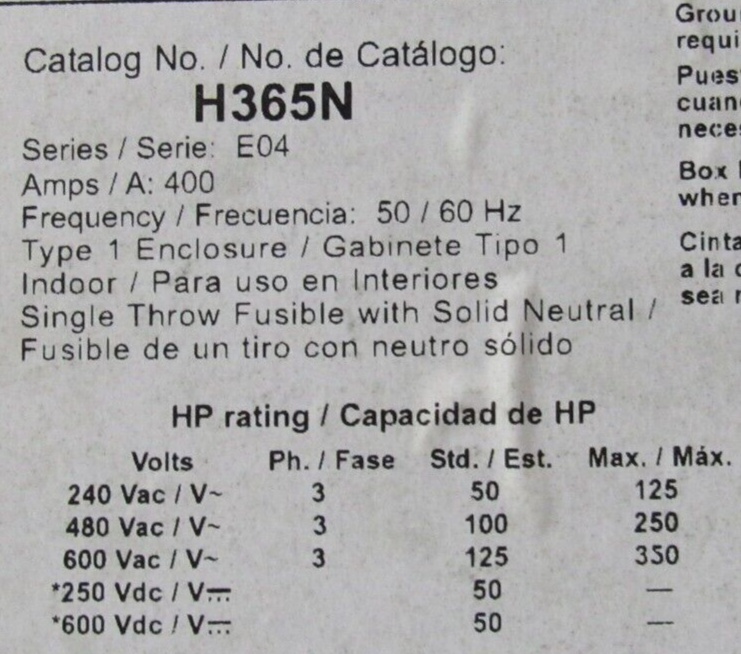 Catalog No. / No. de Catálogo:
H365N
Series / Serie: E04
Amps / A: 400
Frequency / Frecuencia: 50 / 60 Hz
Type 1 Enclosure / Gabinete Tipo 1
Indoor / Para uso en Interiores
Single Throw Fusible with Solid Neutral /
Fusible de un tiro con neutro sólido
HP rating / Capacidad de HP
Volts Ph. / Fase Std. / Est. Max. / Máx.
240 Vac / V~ 3 50 125
480 Vac / V~ 3 100 250
600 Vac / V~ 3 125 350
*250 Vdc / V⎓ 50 —
*600 Vdc / V⎓ 50 —
Box
a la
sea